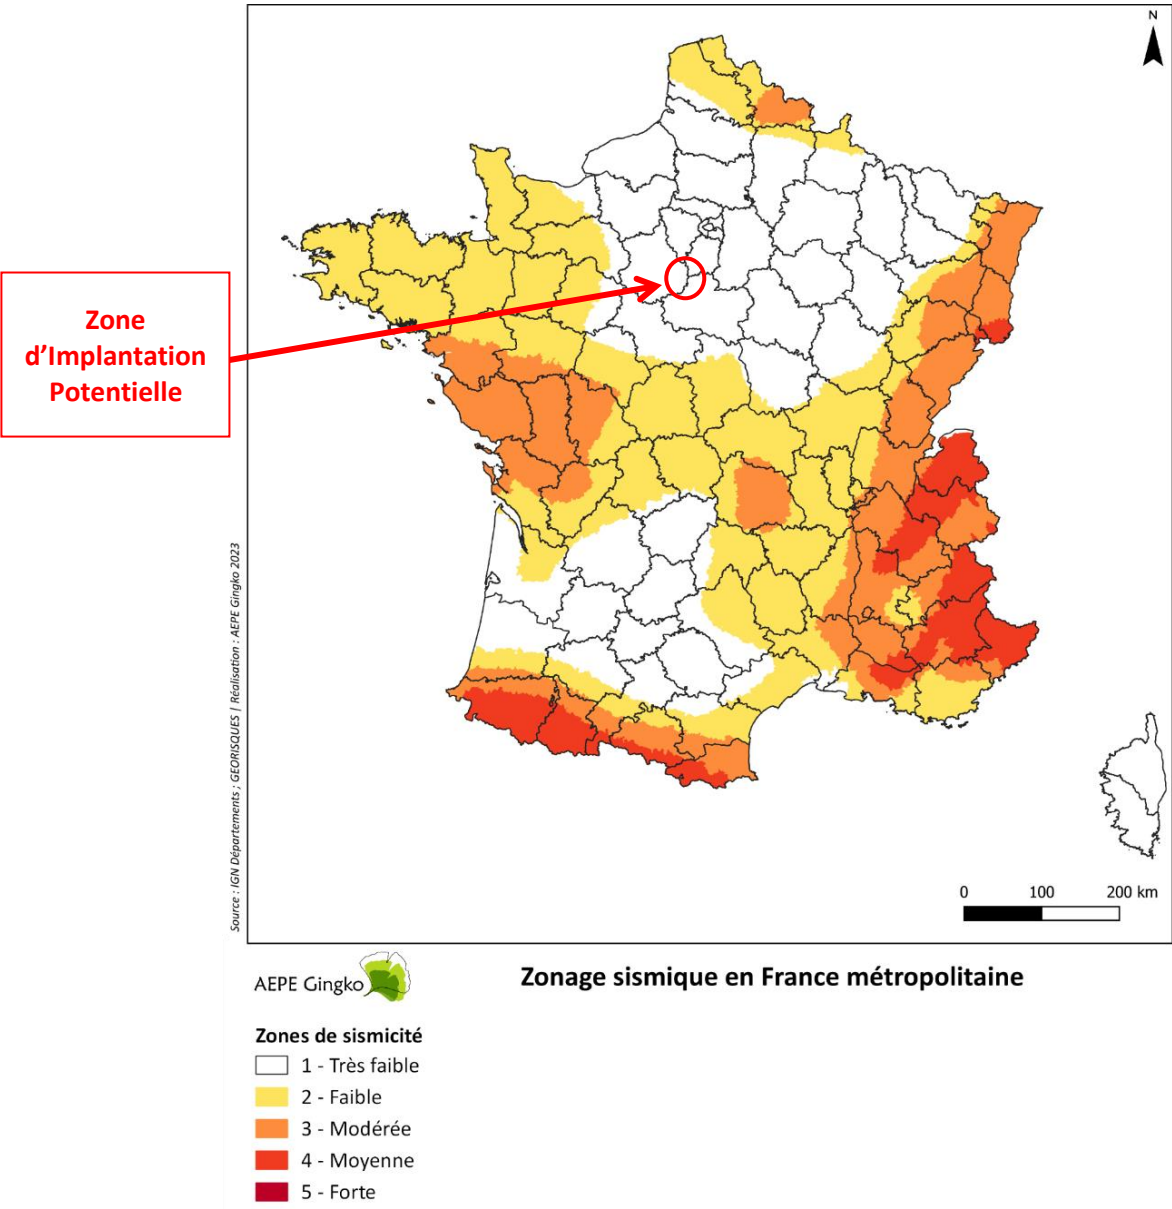 N
Zone
d'Implantation
Potentielle
Source : IGN Départements ; GEORISQUES | Réalisation : AEPE Gingko 2023
0 100 200 km
AEPE Gingko
Zonage sismique en France métropolitaine
Zones de sismicité
1 - Très faible
2 - Faible
3 - Modérée
4 - Moyenne
5 - Forte